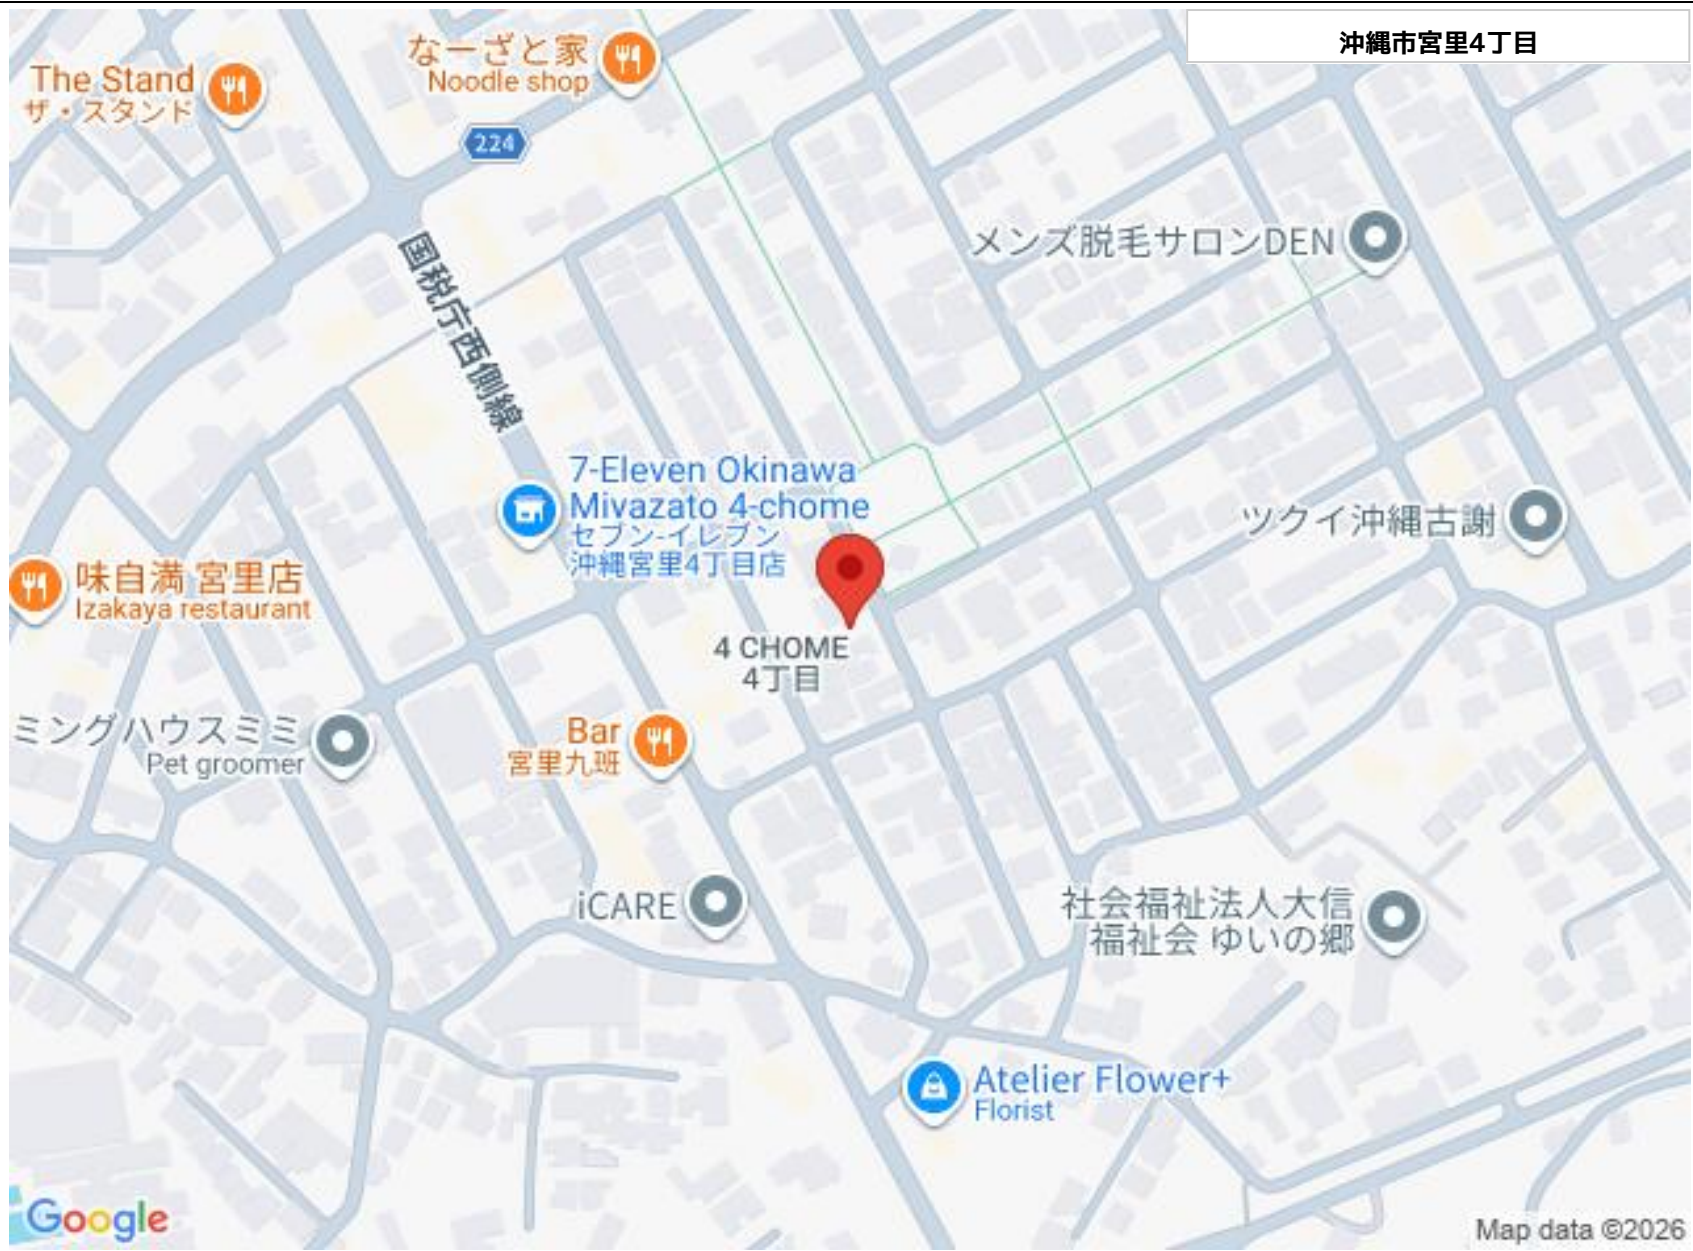 沖縄市宮里4丁目
なーざと家
Noodle shop
The Stand
ザ・スタンド
224
国税庁西側線
メンズ脱毛サロンDEN
7-Eleven Okinawa
Miyazato 4-chome
セブン-イレブン
沖縄宮里4丁目店
ツクイ沖縄古謝
味自満 宮里店
Izakaya restaurant
4 CHOME
4丁目
ミングハウスミミ
Pet groomer
Bar
宮里九班
iCARE
社会福祉法人大信
福祉会 ゆいの郷
Atelier Flower+
Florist
Google
Map data ©2026